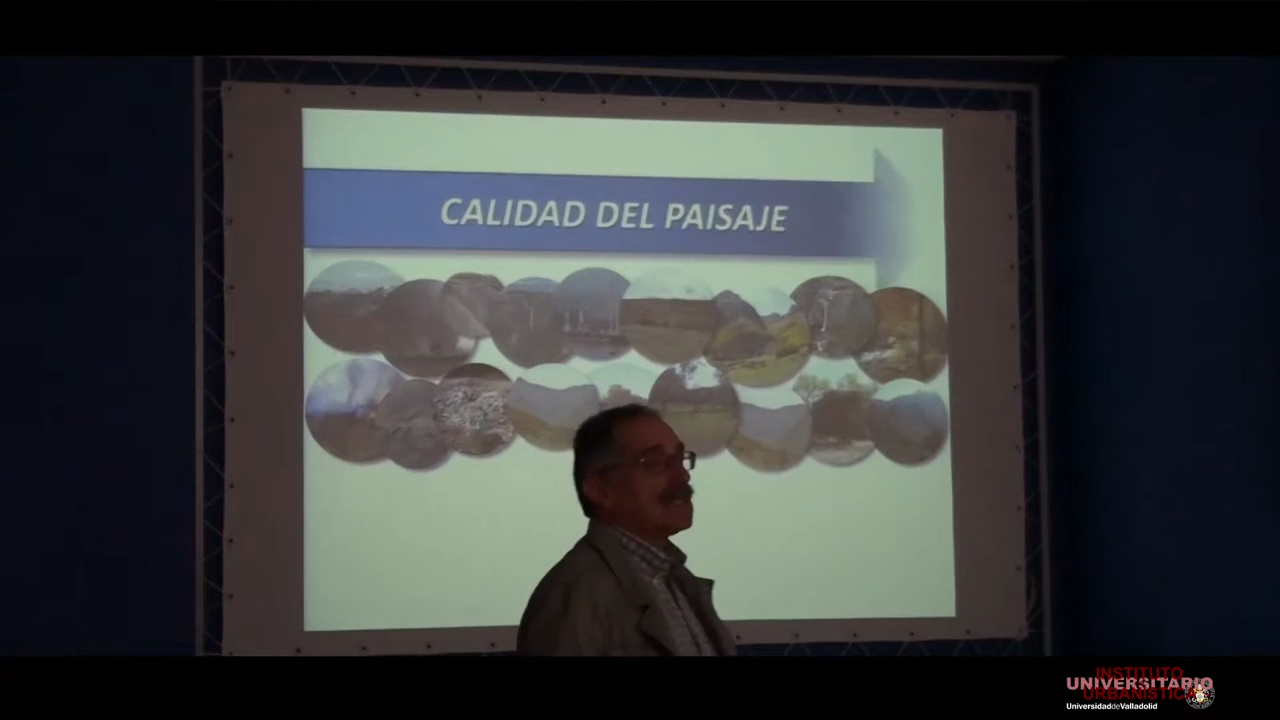 CALIDAD DEL PAISAJE
INSTITUTO
UNIVERSITARIO
URBANÍSTICA
UniversidaddeValladolid